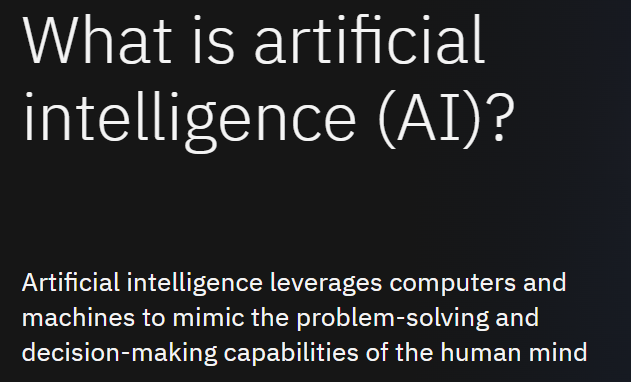 What is artificial
intelligence (AI)?
Artificial intelligence leverages computers and
machines to mimic the problem-solving and
decision-making capabilities of the human mind